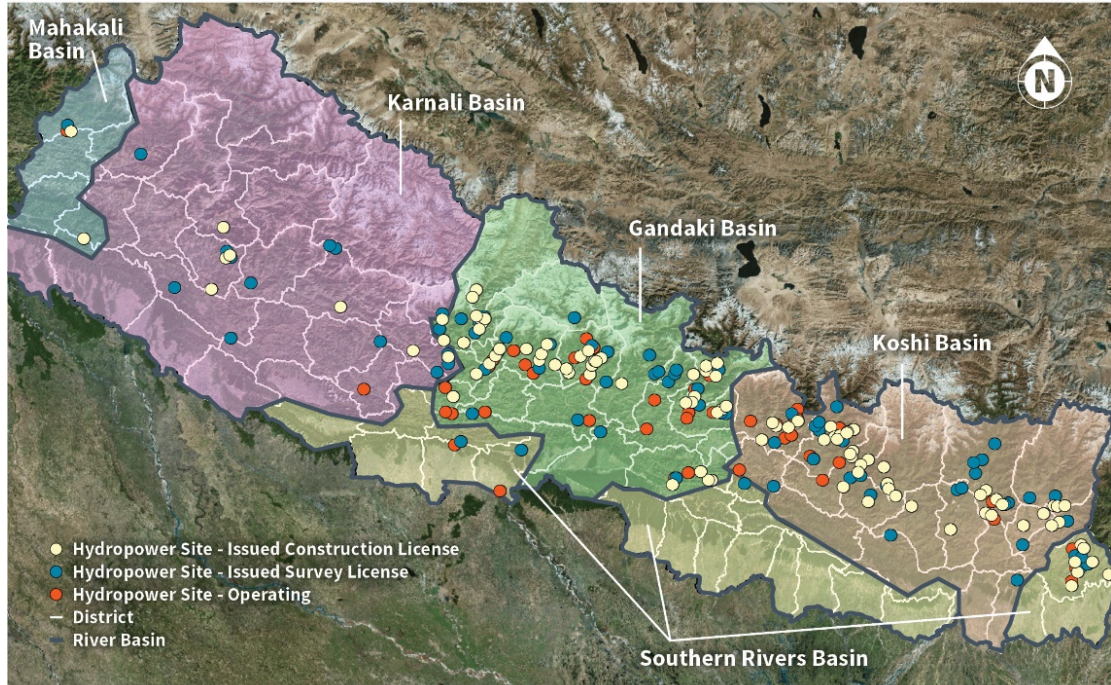 Mahakali
Basin
Karnali Basin
N
Gandaki Basin
Koshi Basin
Hydropower Site - Issued Construction License
Hydropower Site - Issued Survey License
Hydropower Site - Operating
District
River Basin
Southern Rivers Basin